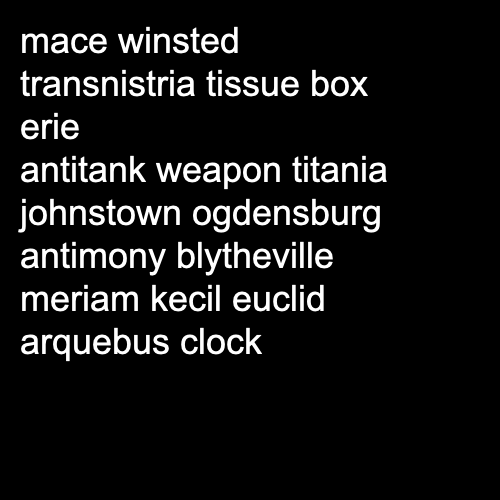 mace winsted
transnistria tissue box
erie
antitank weapon titania
johnstown ogdensburg
antimony blytheville
meriam kecil euclid
arquebus clock